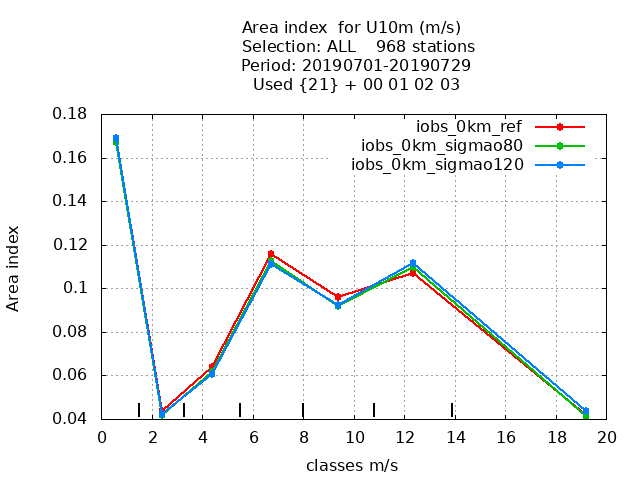 Area index  for U10m (m/s)
Selection: ALL    968 stations
Period: 20190701-20190729
Used {21} + 00 01 02 03
iobs_0km_ref
iobs_0km_sigmao80
iobs_0km_sigmao120
Area index
0.18
0.16
0.14
0.12
0.1
0.08
0.06
0.04
0 2 4 6 8 10 12 14 16 18 20
classes m/s